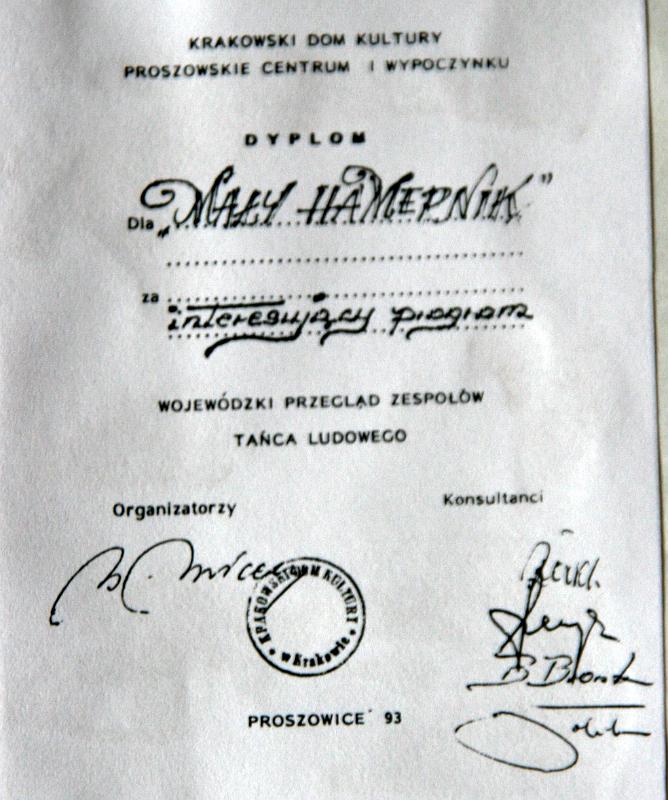 KRAKOWSKI DOM KULTURY
PROSZOWSKIE CENTRUM I WYPOCZYNKU
DYPLOM
Dla „MAŁY HAMERNIK”
za
interesujący program
WOJEWÓDZKI PRZEGLĄD ZESPOŁÓW
TAŃCA LUDOWEGO
Organizatorzy
Konsultanci
KRAKOWSKI DOM KULTURY
w Krakowie
PROSZOWICE 93